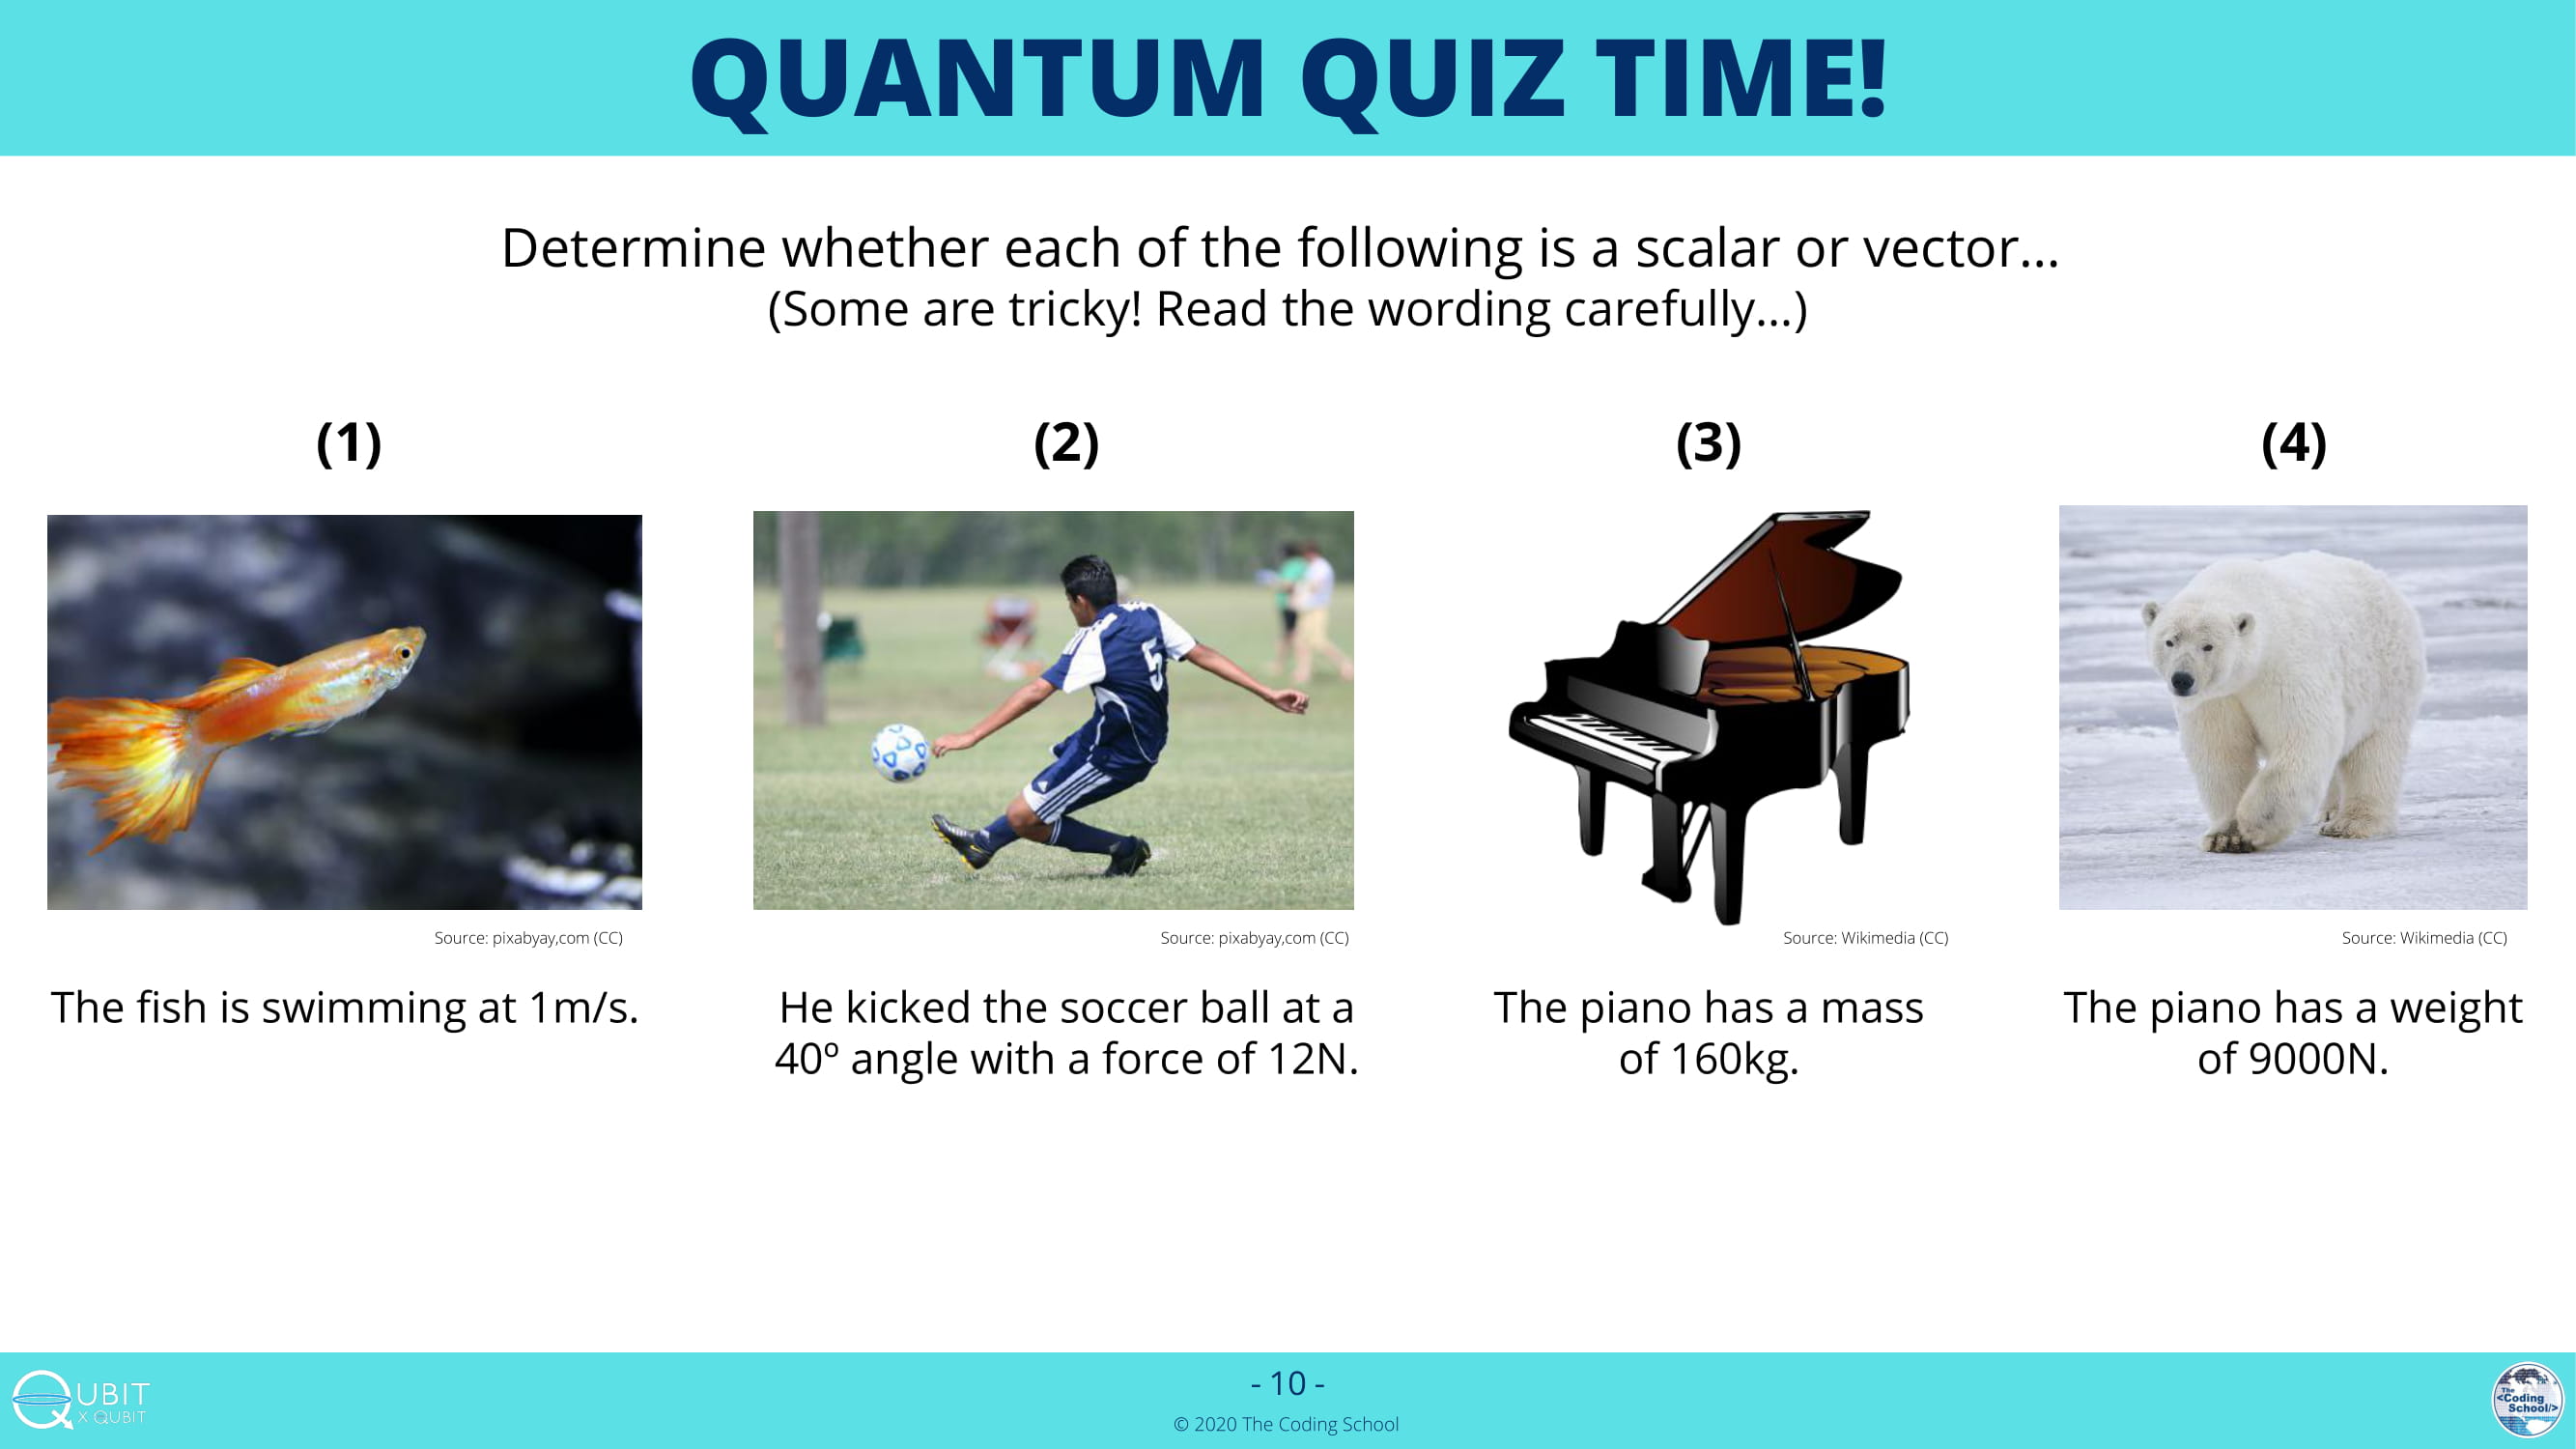 QUANTUM QUIZ TIME!
Determine whether each of the following is a scalar or vector...
(Some are tricky! Read the wording carefully...)
(1)
(2)
(3)
(4)
5
Source: pixabyay,com (CC)
Source: pixabyay,com (CC)
Source: Wikimedia (CC)
Source: Wikimedia (CC)
The fish is swimming at 1m/s.
He kicked the soccer ball at a
40º angle with a force of 12N.
The piano has a mass
of 160kg.
The piano has a weight
of 9000N.
QUBIT
X QUBIT
- 10 -
© 2020 The Coding School
The
<Coding
School/>